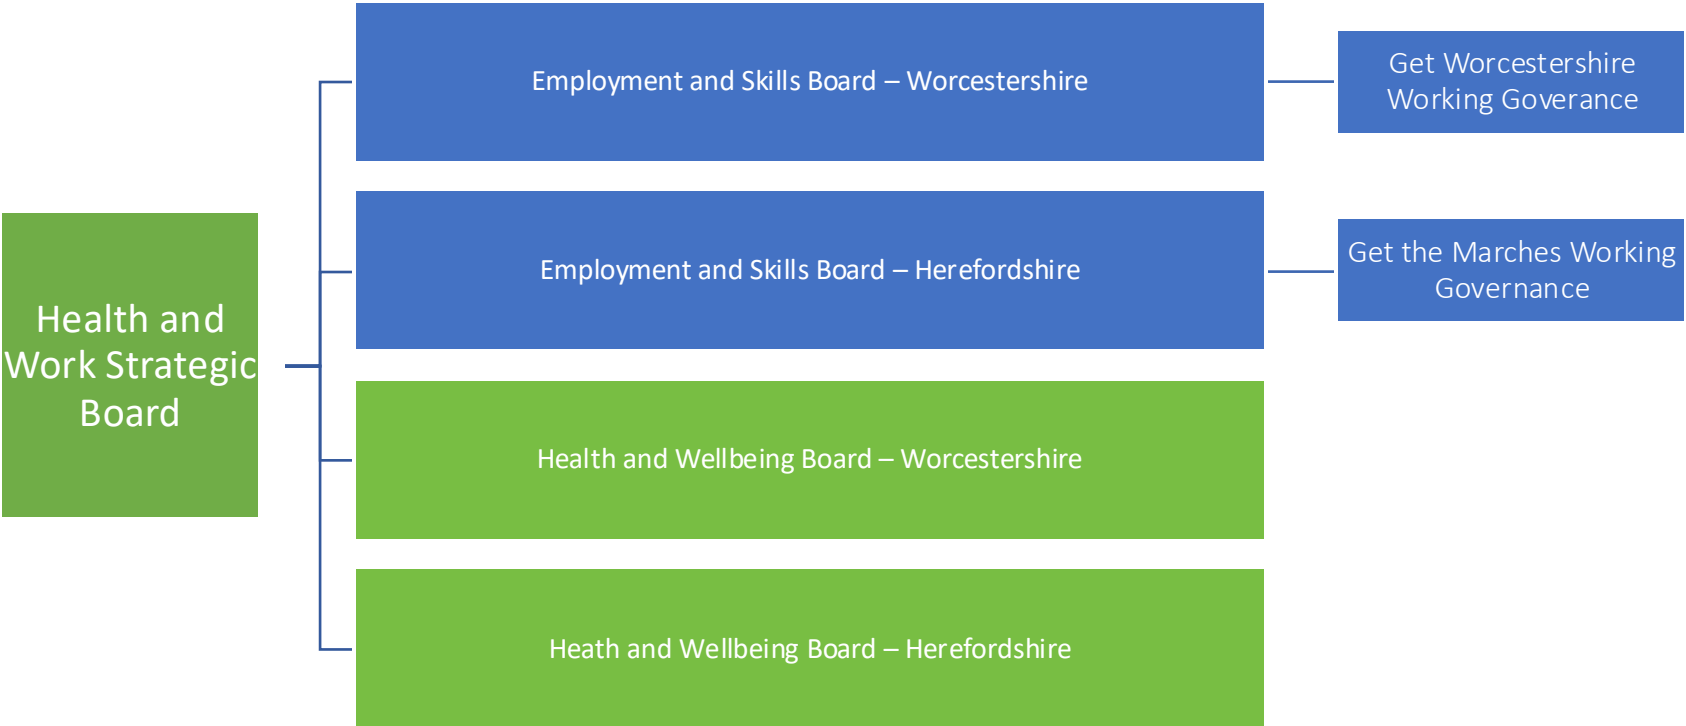 Employment and Skills Board – Worcestershire
Get Worcestershire
Working Goverance
Employment and Skills Board – Herefordshire
Get the Marches Working
Governance
Health and
Work Strategic
Board
Health and Wellbeing Board – Worcestershire
Heath and Wellbeing Board – Herefordshire